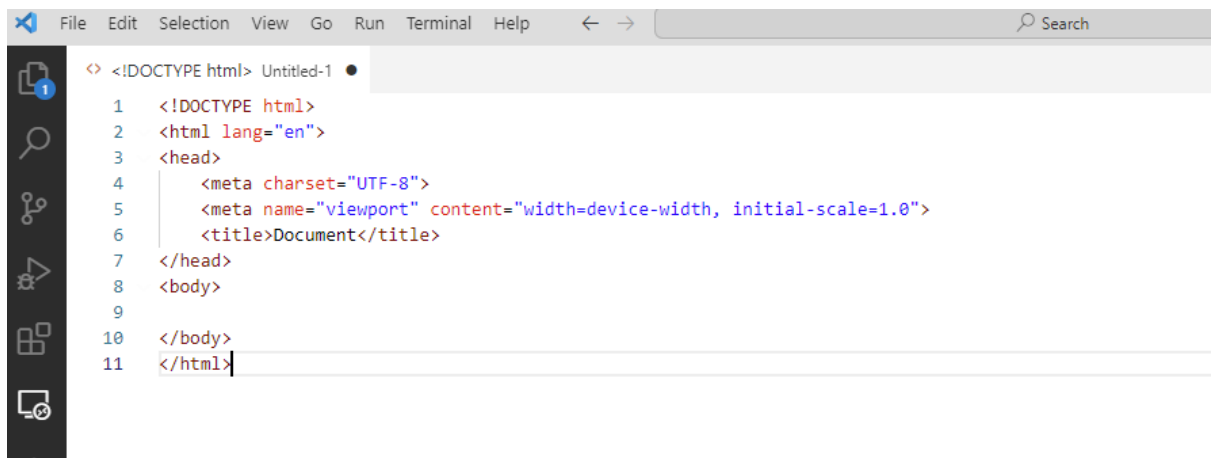 File Edit Selection View Go Run Terminal Help Search
<!DOCTYPE html> Untitled-1
1
1 <!DOCTYPE html>
2 <html lang="en">
3 <head>
4     <meta charset="UTF-8">
5     <meta name="viewport" content="width=device-width, initial-scale=1.0">
6     <title>Document</title>
7 </head>
8 <body>
9
10 </body>
11 </html>